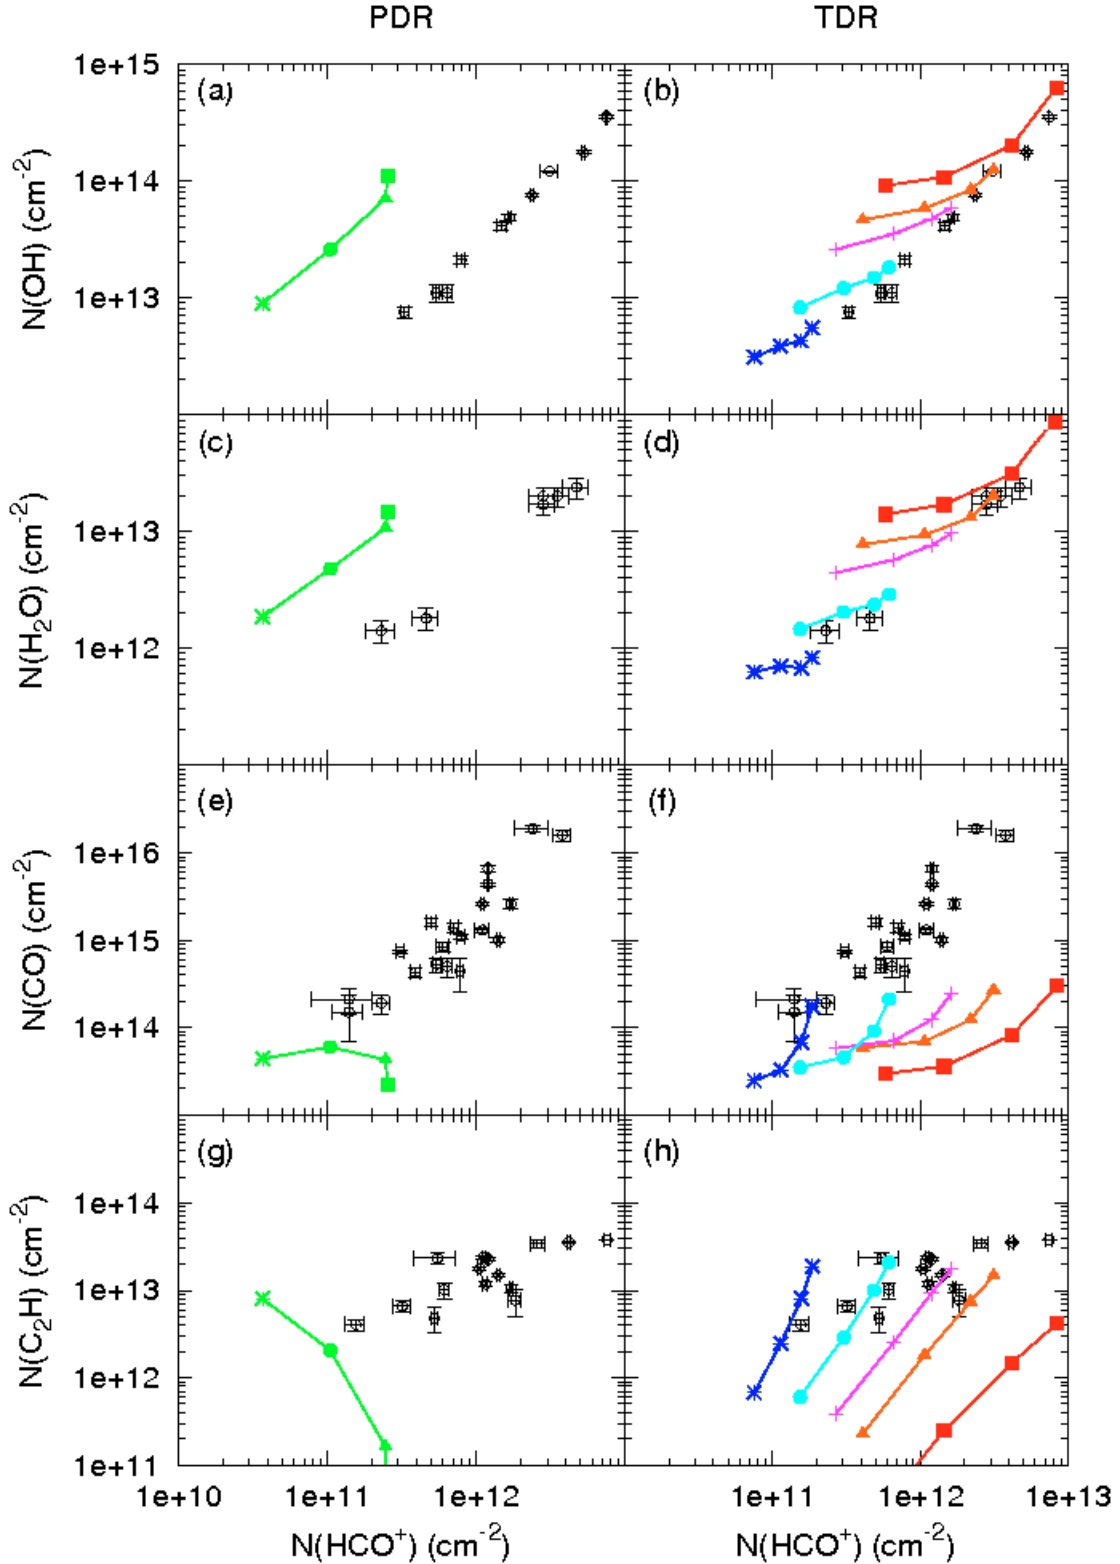 PDR TDR
1e+15
(a) (b)
N(OH) (cm-2)
1e+14
1e+13
(c) (d)
N(H2O) (cm-2)
1e+13
1e+12
(e) (f)
N(CO) (cm-2)
1e+16
1e+15
1e+14
(g) (h)
N(C2H) (cm-2)
1e+14
1e+13
1e+12
1e+11
1e+10 1e+11 1e+12 1e+11 1e+12 1e+13
N(HCO+) (cm-2) N(HCO+) (cm-2)